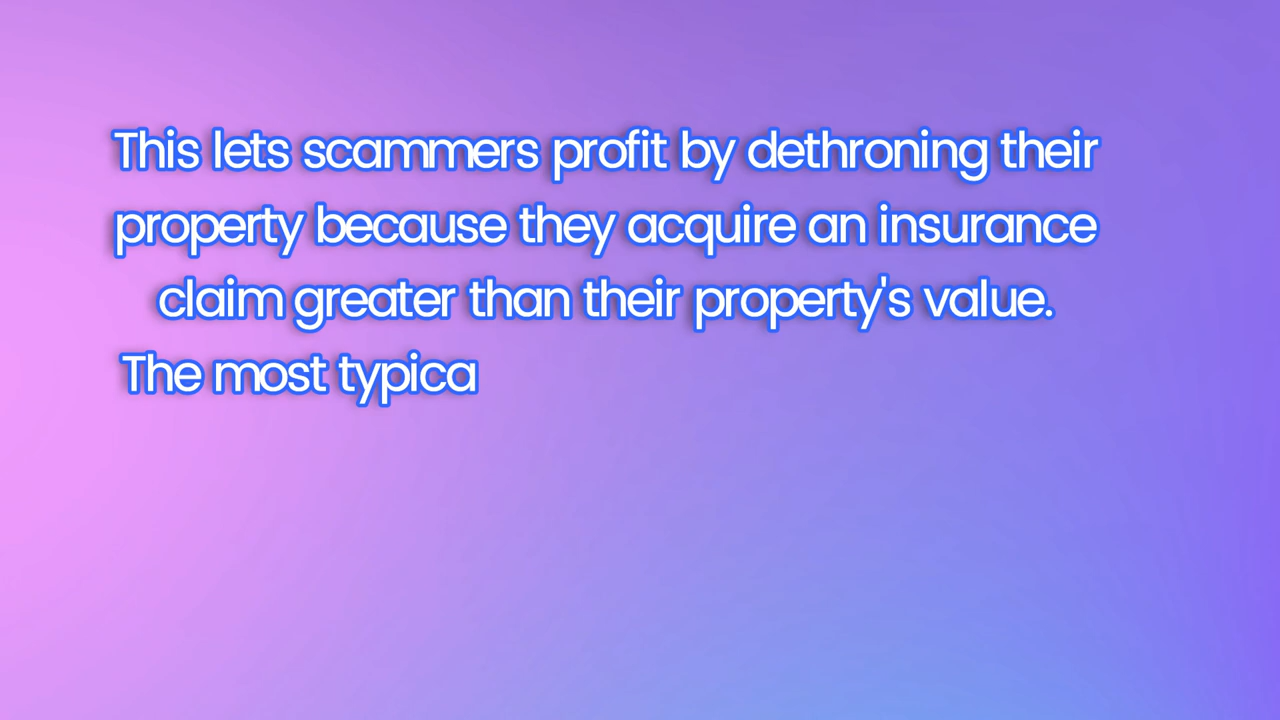 This lets scammers profit by dethroning their
property because they acquire an insurance
claim greater than their property's value.
The most typica